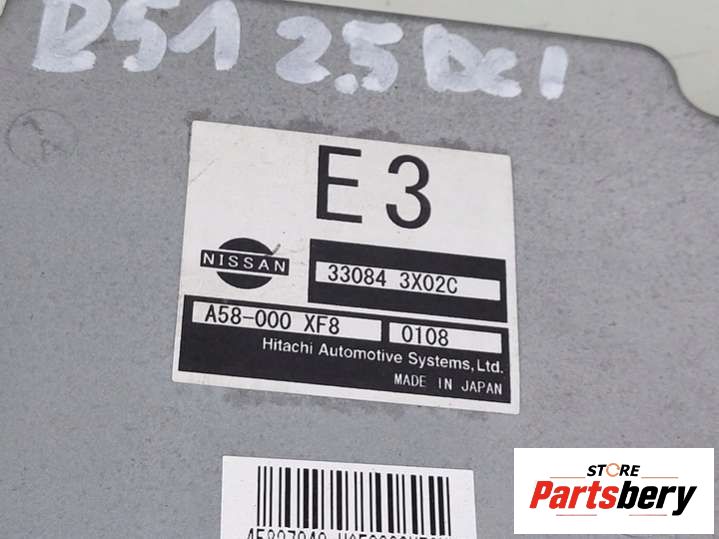 R51 2.5 DCI
E3
NISSAN
33084 3X02C
A58-000 XF8
0108
Hitachi Automotive Systems, Ltd.
MADE IN JAPAN
STORE
Partsbery